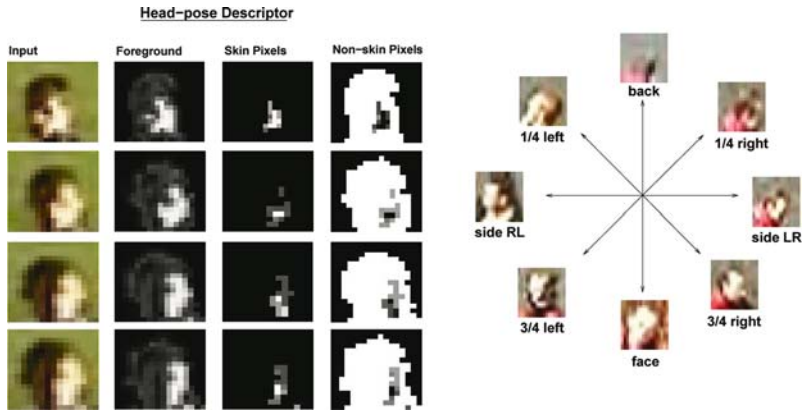 Head-pose Descriptor
Input Foreground Skin Pixels Non-skin Pixels
back
1/4 left
1/4 right
side RL
side LR
3/4 left
3/4 right
face